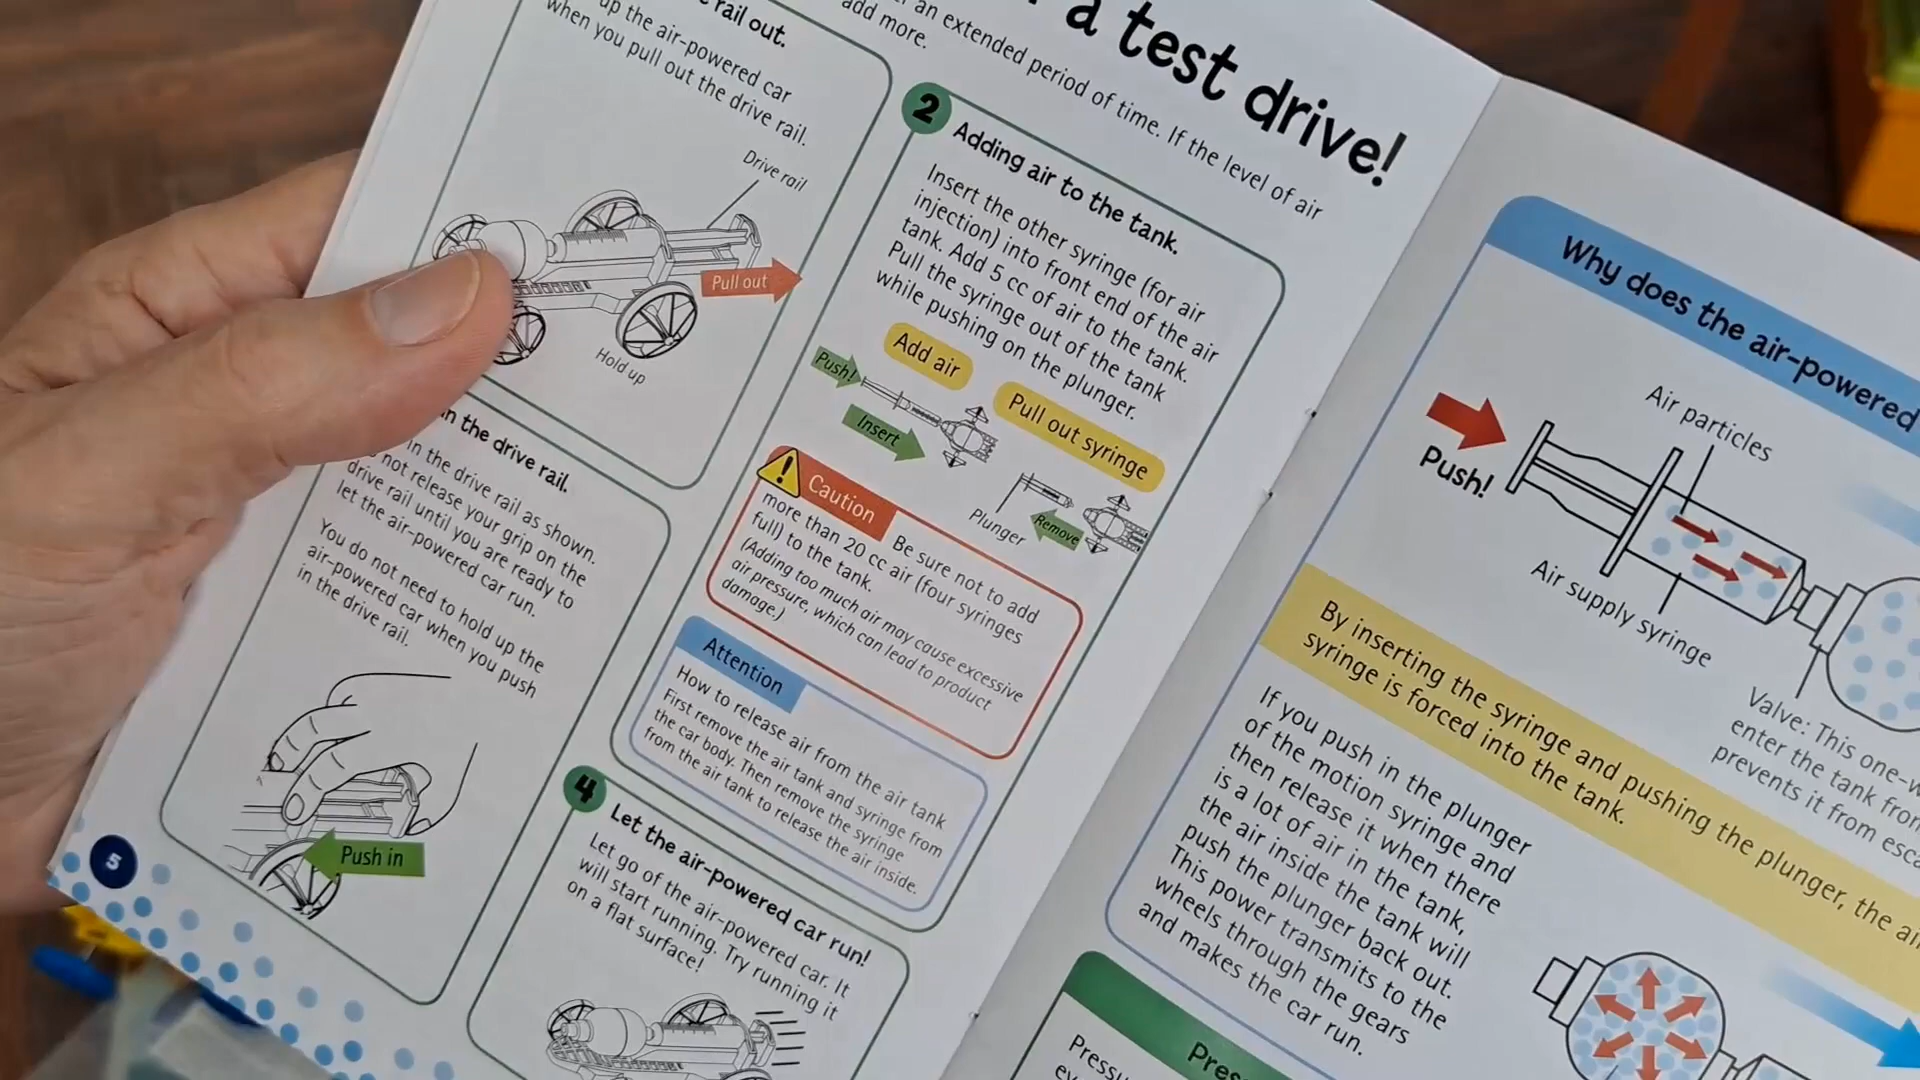 a test drive!
an extended period of time. If the level of air
add more.
rail out.
up the air-powered car
when you pull out the drive rail.
Drive rail
Pull out
Hold up
2
Adding air to the tank.
Insert the other syringe (for air
injection) into front end of the air
tank. Add 5 cc of air to the tank.
Pull the syringe out of the tank
while pushing on the plunger.
Add air
Push!
Insert
Pull out syringe
Plunger
Remove
Caution
Be sure not to add
more than 20 cc air (four syringes
full) to the tank.
(Adding too much air may cause excessive
air pressure, which can lead to product
damage.)
Attention
How to release air from the air tank
First remove the air tank and syringe from
the car body. Then remove the syringe
from the air tank to release the air inside.
in the drive rail.
in the drive rail as shown.
not release your grip on the
drive rail until you are ready to
let the air-powered car run.
You do not need to hold up the
air-powered car when you push
in the drive rail.
Push in
5
4
Let the air-powered car run!
Let go of the air-powered car. It
will start running. Try running it
on a flat surface!
Why does the air-powered
Air particles
Push!
Air supply syringe
Valve: This
enter the tank from
prevents it from
By inserting the syringe and pushing the plunger, the
syringe is forced into the tank.
If you push in the plunger
of the motion syringe and
then release it when there
is a lot of air in the tank,
the air inside the tank will
push the plunger back out.
This power transmits to the
wheels through the gears
and makes the car run.